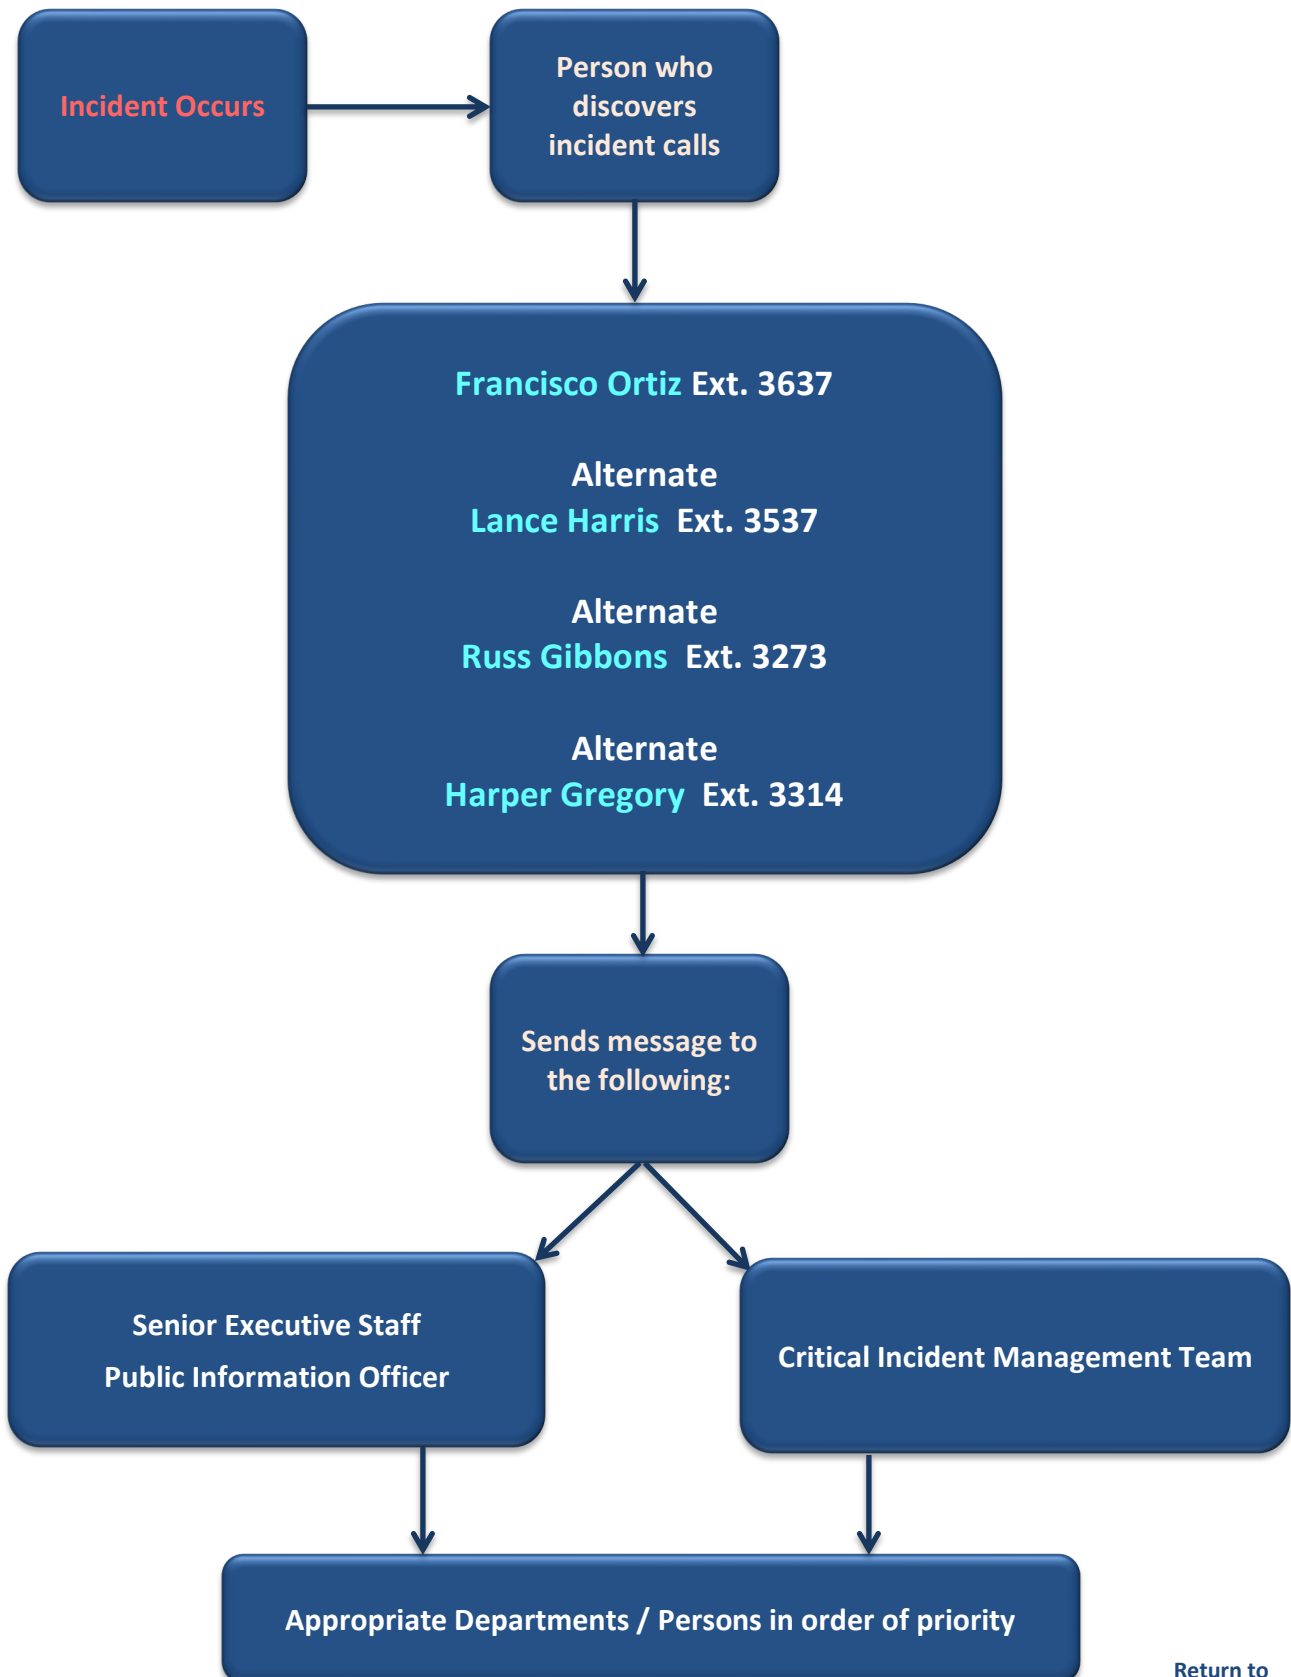 Incident Occurs
Person who
discovers
incident calls
Francisco Ortiz Ext. 3637
Alternate
Lance Harris Ext. 3537
Alternate
Russ Gibbons Ext. 3273
Alternate
Harper Gregory Ext. 3314
Sends message to
the following:
Senior Executive Staff
Public Information Officer
Critical Incident Management Team
Appropriate Departments / Persons in order of priority
Return to